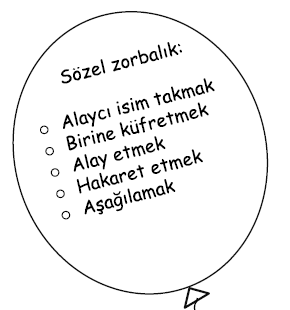 Sözel zorbalık:
○ Alaycı isim takmak
○ Birine küfretmek
○ Alay etmek
○ Hakaret etmek
○ Aşağılamak